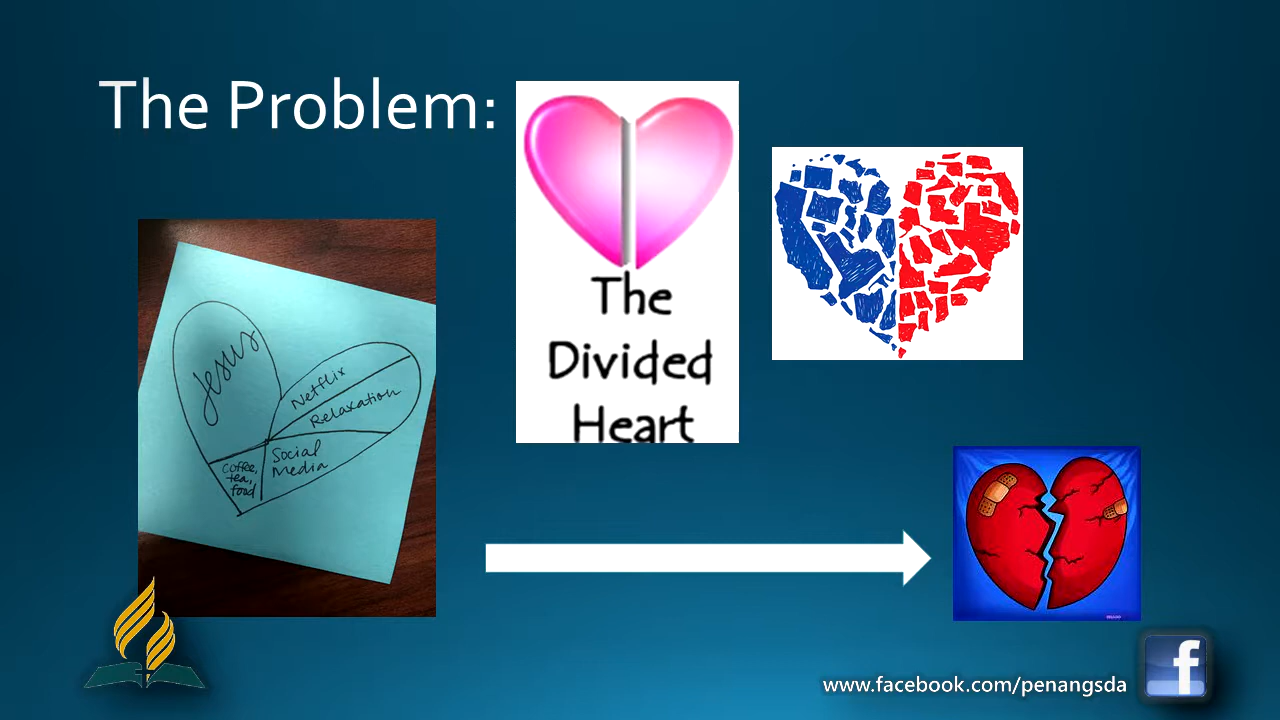 The Problem:
The
Divided
Heart
Jesus
Netflix
Relaxation
Social
Media
Coffee,
tea,
food
www.facebook.com/penangsda
f